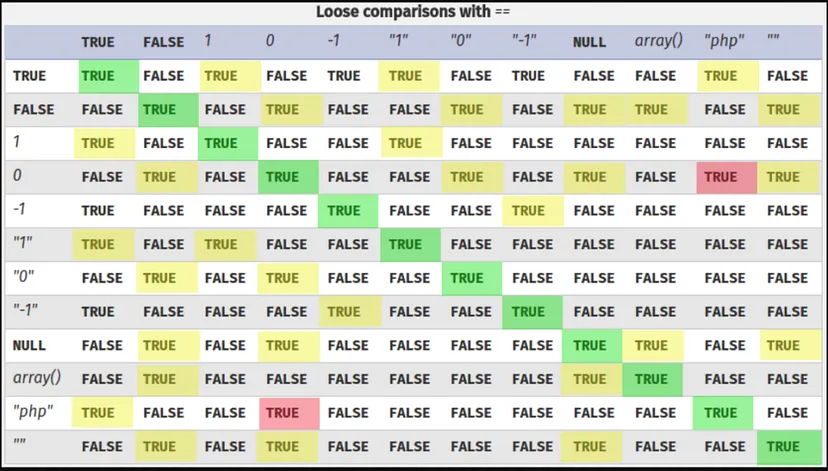 Loose comparisons with ==
TRUE FALSE 1 0 -1 "1" "0" "-1" NULL array() "php" ""
TRUE TRUE FALSE TRUE FALSE TRUE TRUE FALSE TRUE FALSE FALSE TRUE FALSE
FALSE FALSE TRUE FALSE TRUE FALSE FALSE TRUE FALSE TRUE TRUE FALSE TRUE
1 TRUE FALSE TRUE FALSE FALSE TRUE FALSE FALSE FALSE FALSE FALSE FALSE
0 FALSE TRUE FALSE TRUE FALSE FALSE TRUE FALSE TRUE FALSE TRUE TRUE
-1 TRUE FALSE FALSE FALSE TRUE FALSE FALSE TRUE FALSE FALSE FALSE FALSE
"1" TRUE FALSE TRUE FALSE FALSE TRUE FALSE FALSE FALSE FALSE FALSE FALSE
"0" FALSE TRUE FALSE TRUE FALSE FALSE TRUE FALSE FALSE FALSE FALSE FALSE
"-1" TRUE FALSE FALSE FALSE TRUE FALSE FALSE TRUE FALSE FALSE FALSE FALSE
NULL FALSE TRUE FALSE TRUE FALSE FALSE FALSE FALSE TRUE TRUE FALSE TRUE
array() FALSE TRUE FALSE FALSE FALSE FALSE FALSE FALSE TRUE TRUE FALSE FALSE
"php" TRUE FALSE FALSE TRUE FALSE FALSE FALSE FALSE FALSE FALSE TRUE FALSE
"" FALSE TRUE FALSE TRUE FALSE FALSE FALSE FALSE TRUE FALSE FALSE TRUE